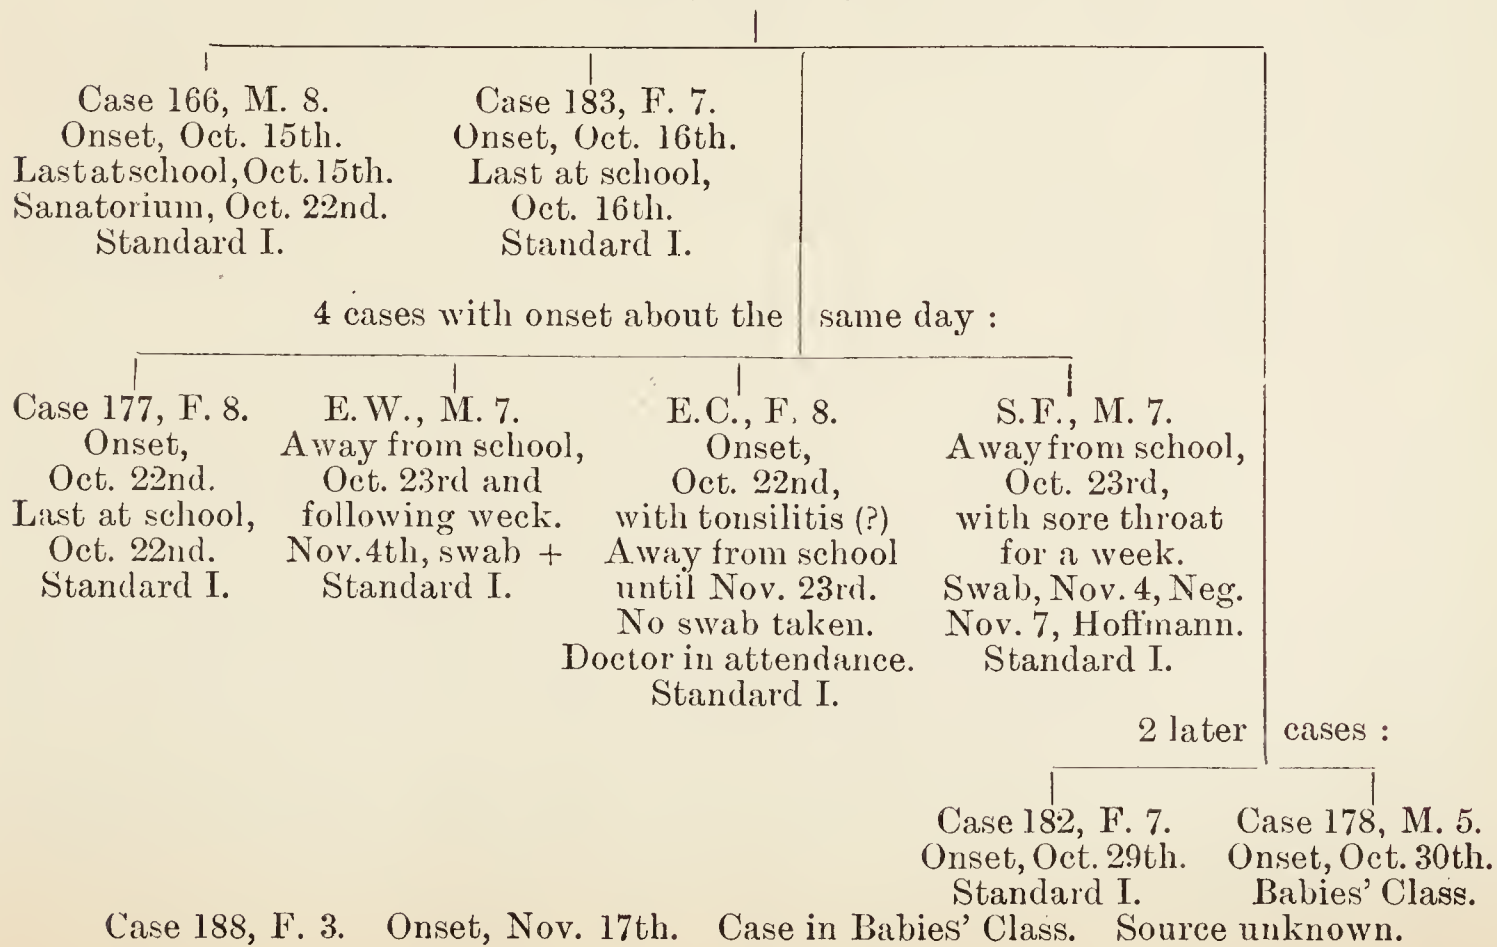 Case 166, M. 8.
Onset, Oct. 15th.
Last at school, Oct. 15th.
Sanatorium, Oct. 22nd.
Standard I.
Case 183, F. 7.
Onset, Oct. 16th.
Last at school,
Oct. 16th.
Standard I.
4 cases with onset about the same day :
Case 177, F. 8.
Onset,
Oct. 22nd.
Last at school,
Oct. 22nd.
Standard I.
E.W., M. 7.
Away from school,
Oct. 23rd and
following week.
Nov. 4th, swab +
Standard I.
E.C., F. 8.
Onset,
Oct. 22nd,
with tonsilitis (?)
Away from school
until Nov. 23rd.
No swab taken.
Doctor in attendance.
Standard I.
S.F., M. 7.
Away from school,
Oct. 23rd,
with sore throat
for a week.
Swab, Nov. 4, Neg.
Nov. 7, Hoffmann.
Standard I.
2 later cases :
Case 182, F. 7.
Onset, Oct. 29th.
Standard I.
Case 178, M. 5.
Onset, Oct. 30th.
Babies' Class.
Case 188, F. 3. Onset, Nov. 17th. Case in Babies' Class. Source unknown.